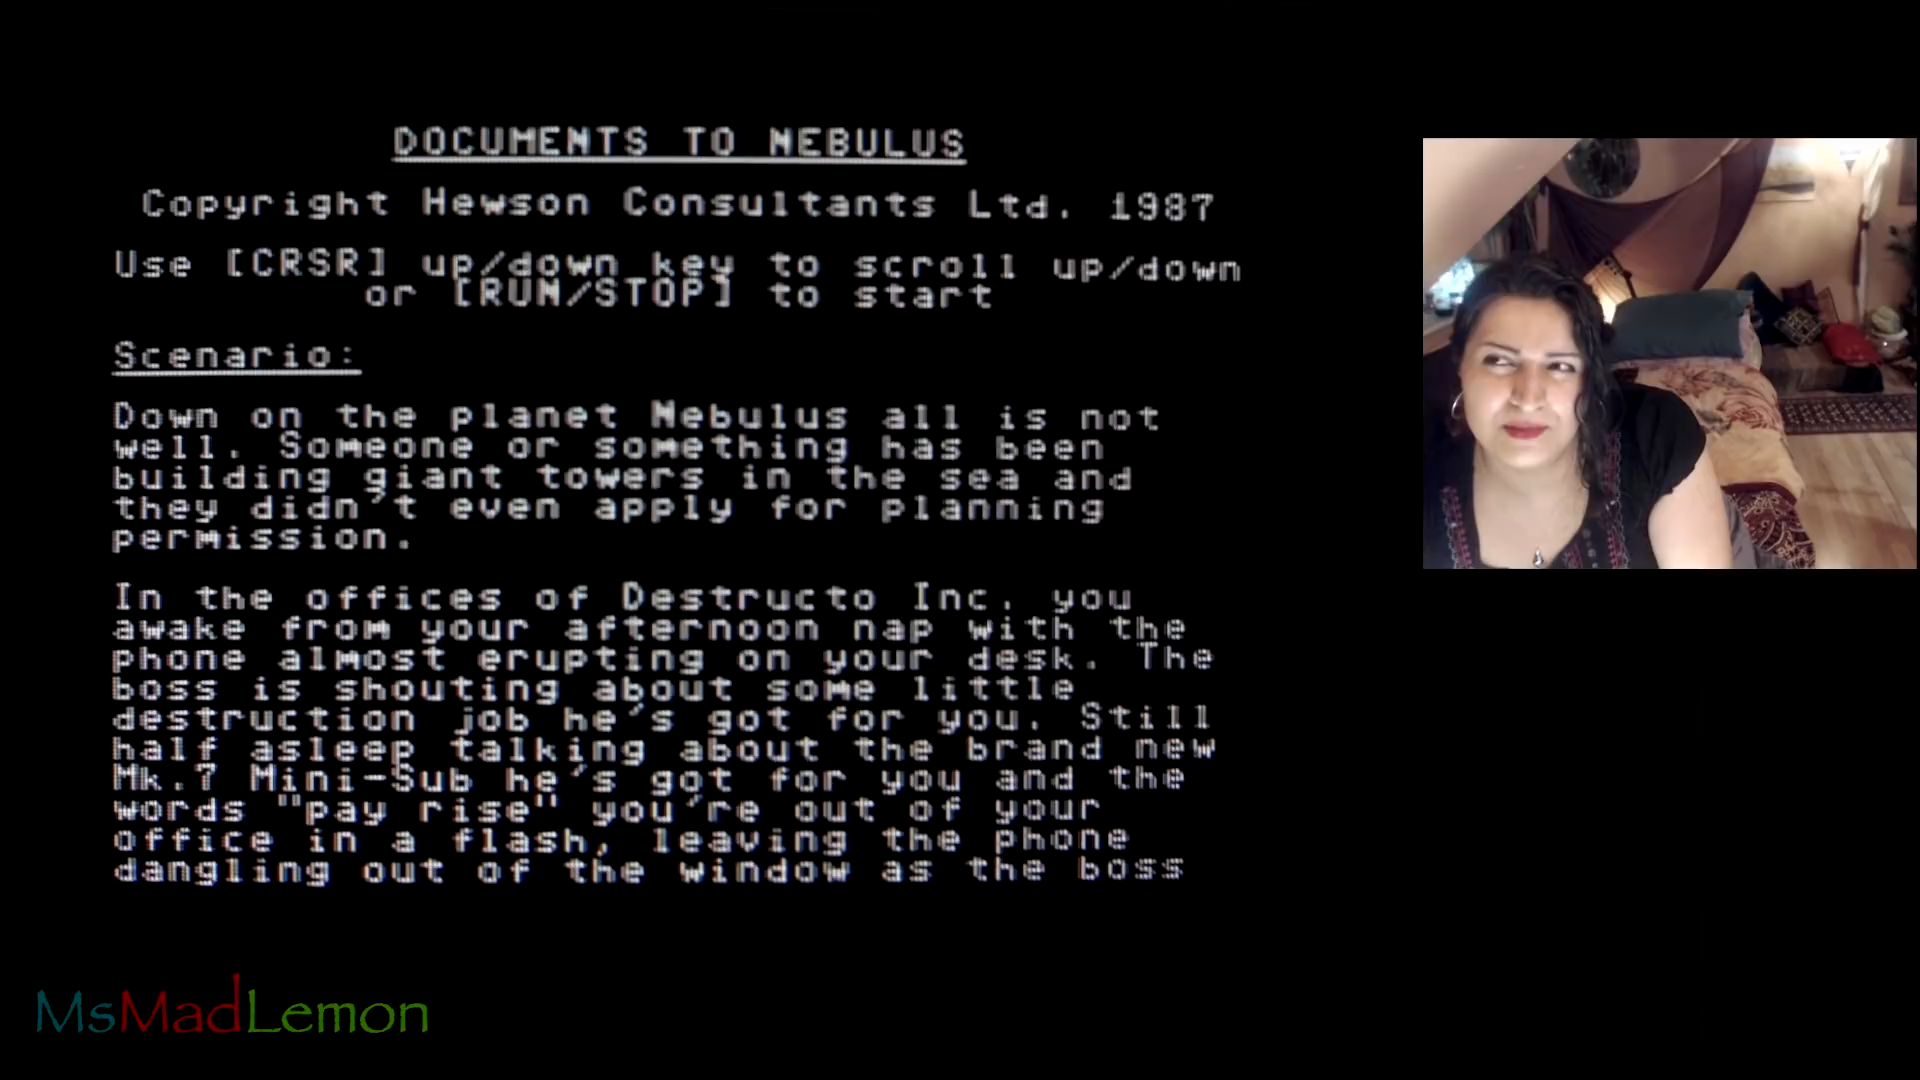 DOCUMENTS TO NEBULUS
Copyright Hewson Consultants Ltd. 1987
Use [CRSR] up/down key to scroll up/down
or [RUN/STOP] to start
Scenario:
Down on the planet Nebulus all is not
well. Someone or something has been
building giant towers in the sea and
they didn't even apply for planning
permission.
In the offices of Destructo Inc. you
awake from your afternoon nap with the
phone almost erupting on your desk. The
boss is shouting about some little
destruction job he's got for you. Still
half asleep talking about the brand new
Mk.7 Mini-Sub he's got for you and the
words "pay rise" you're out of your
office in a flash, leaving the phone
dangling out of the window as the boss
MsMadLemon